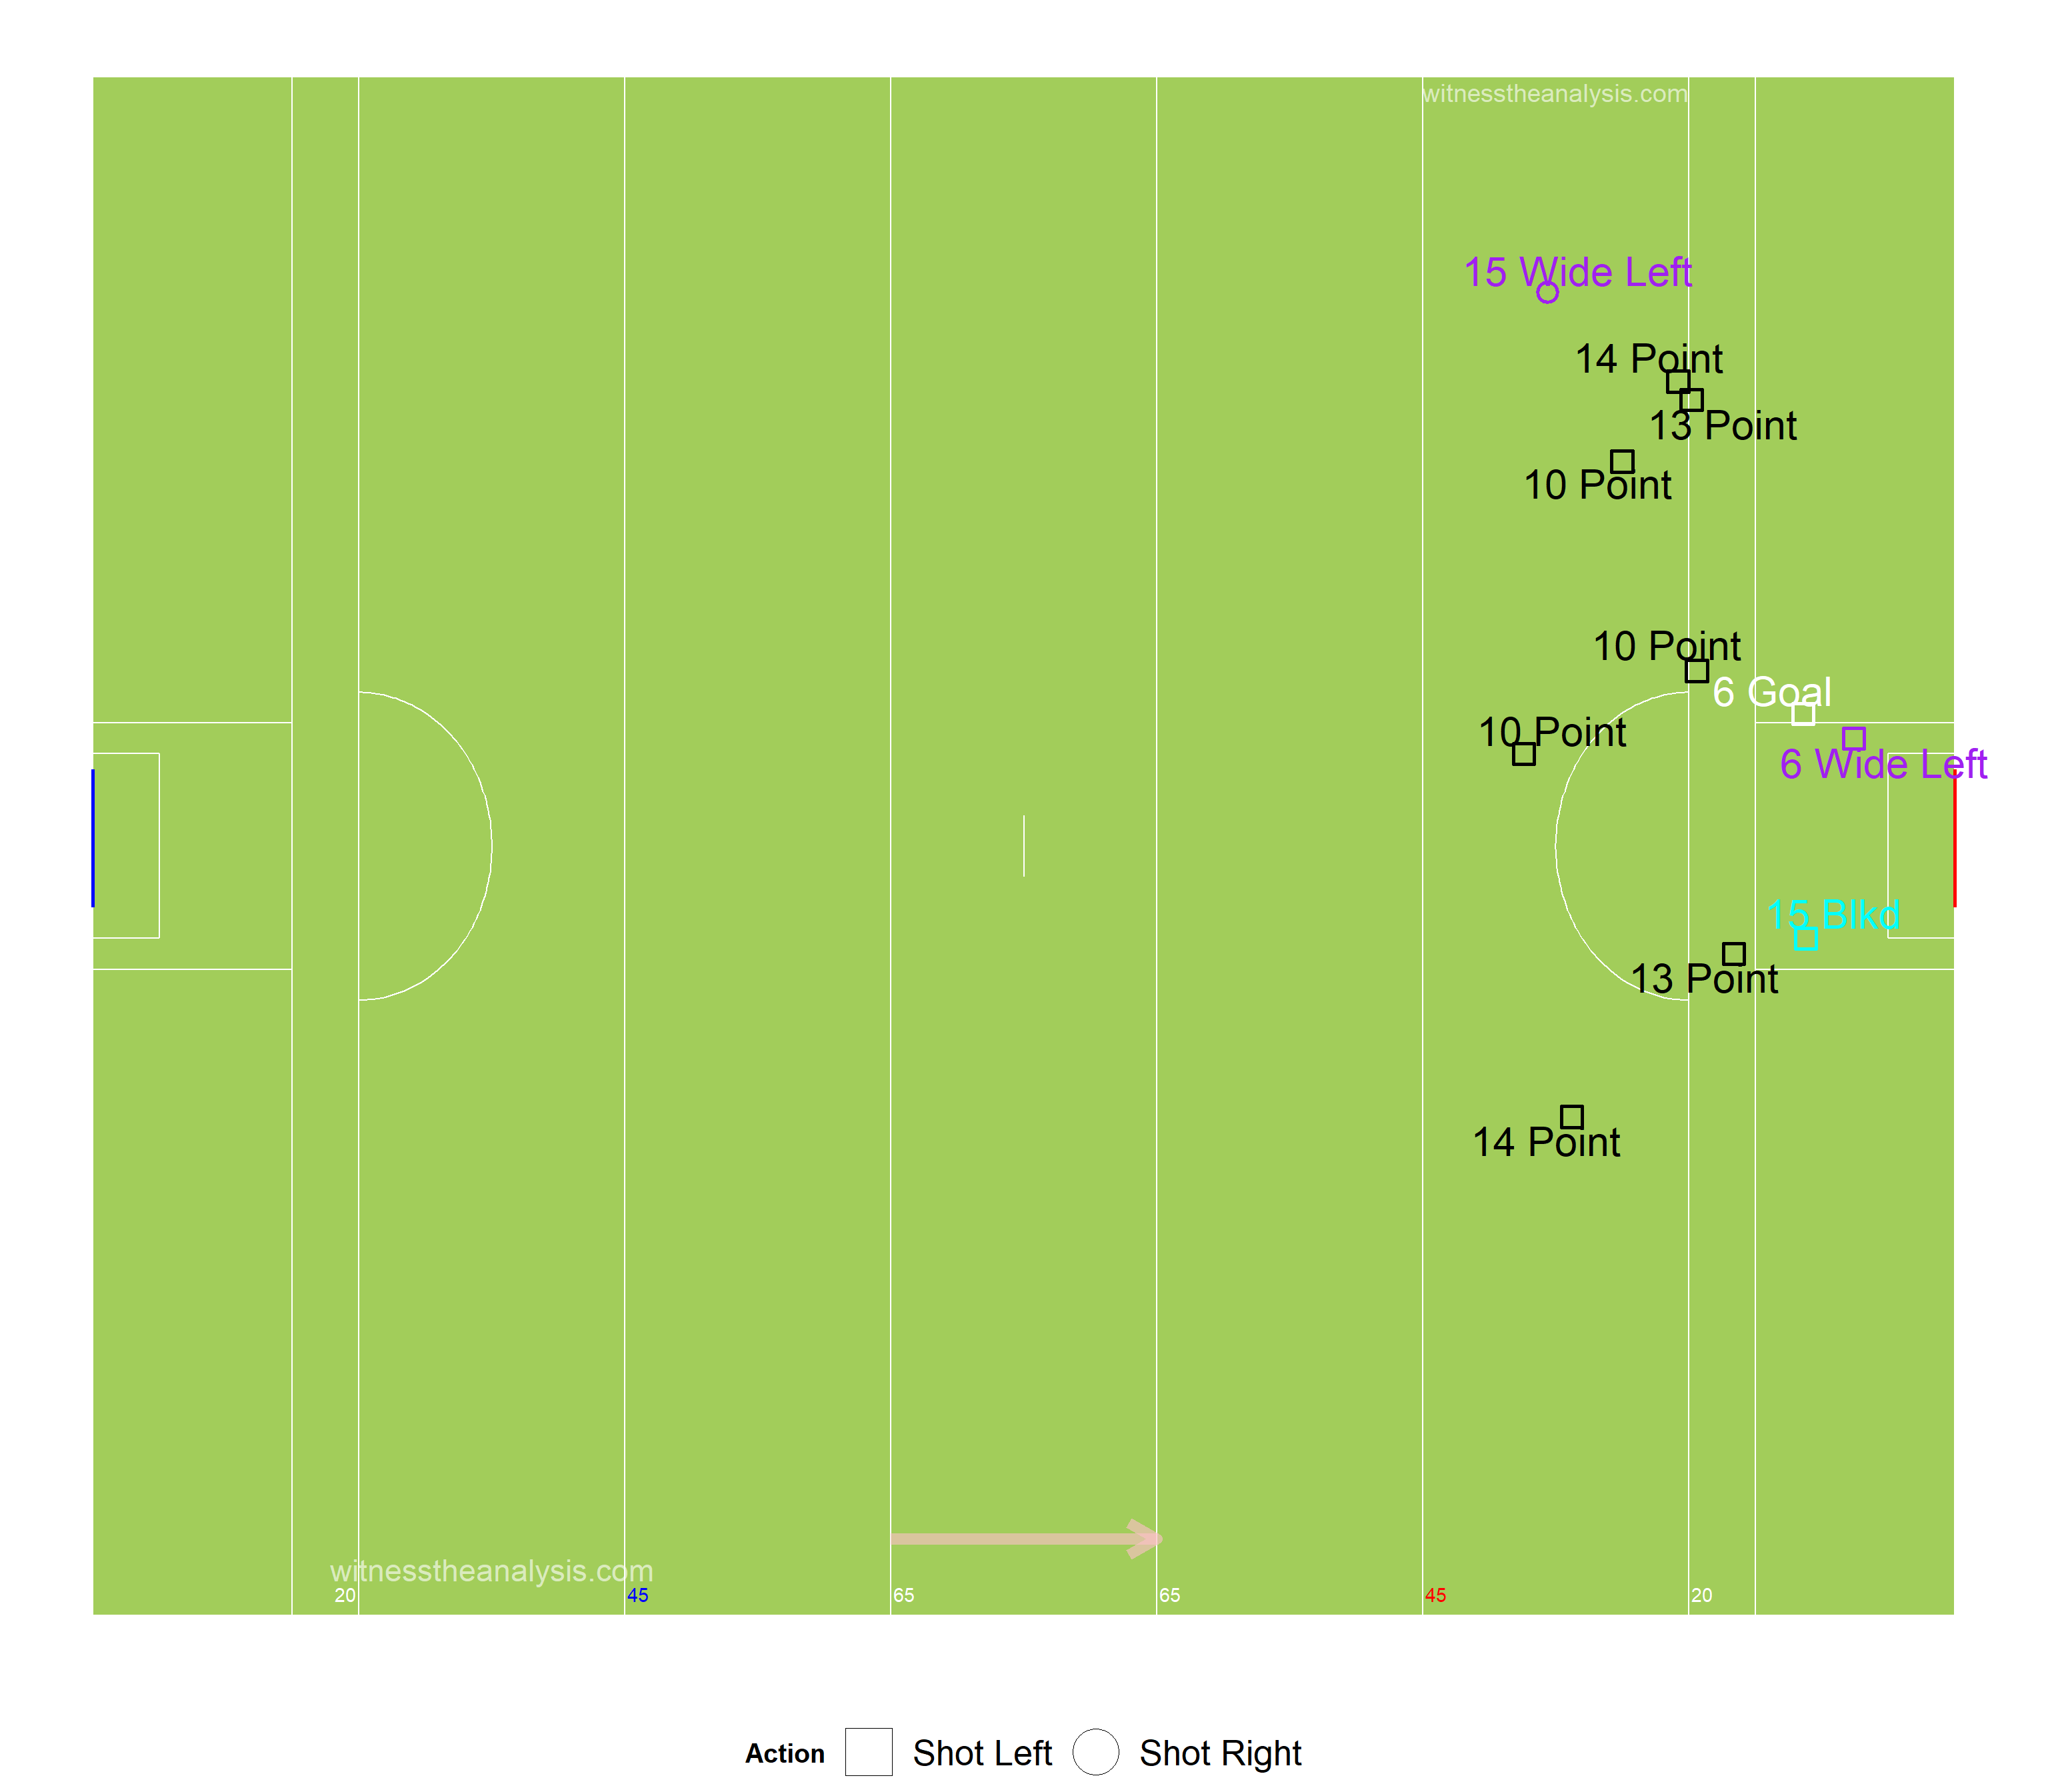 witnesstheanalysis.com
15 Wide Left
14 Point
13 Point
10 Point
10 Point
6 Goal
10 Point
6 Wide Left
15 Blkd
13 Point
14 Point
witnesstheanalysis.com
20 45 65 65 45 20
Action Shot Left Shot Right